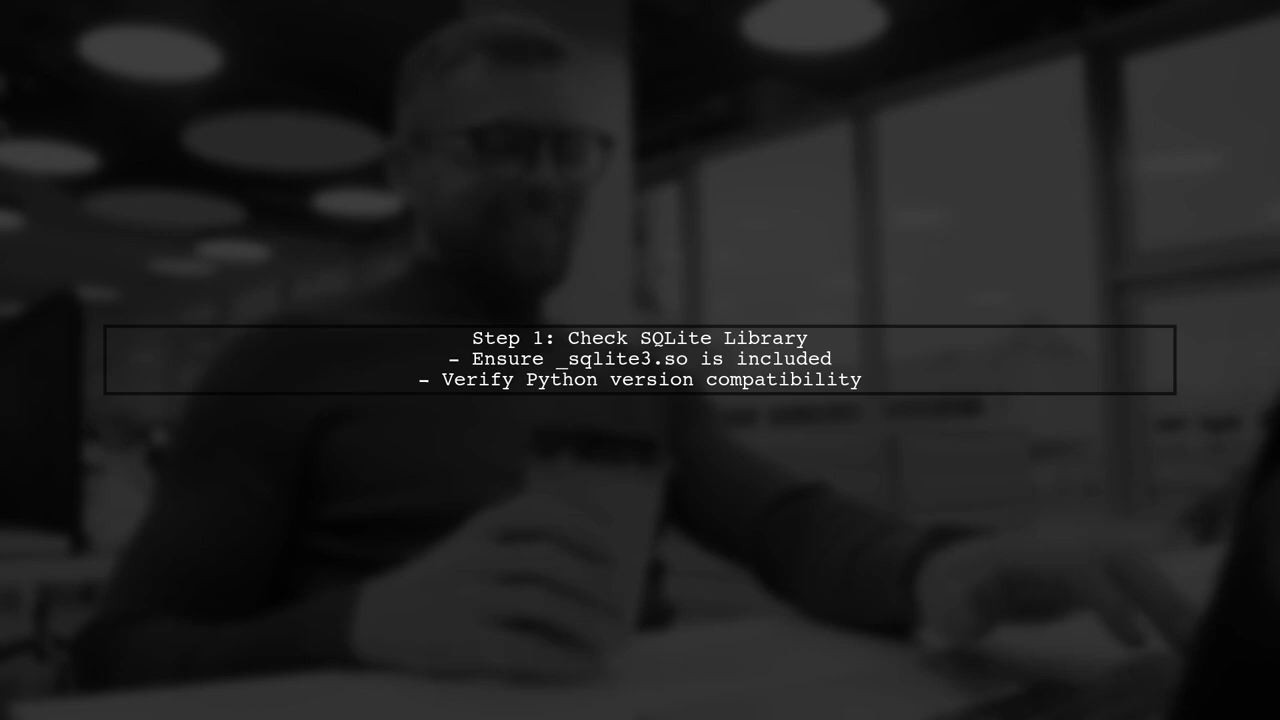 Step 1: Check SQLite Library
- Ensure _sqlite3.so is included
- Verify Python version compatibility